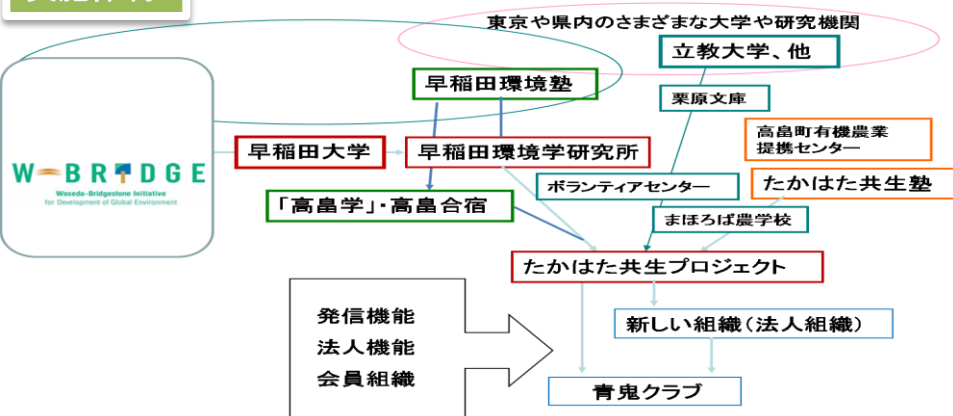 東京や県内のさまざまな大学や研究機関
立教大学、他
早稲田環境塾
栗原文庫
高畠町有機農業
提携センター
W-BRIDGE
Waseda-Bridgestone Initiative
for Development of Global Environment
早稲田大学
早稲田環境学研究所
ボランティアセンター
たかはた共生塾
「高畠学」・高畠合宿
まほろば農学校
たかはた共生プロジェクト
発信機能
法人機能
会員組織
新しい組織(法人組織)
青鬼クラブ